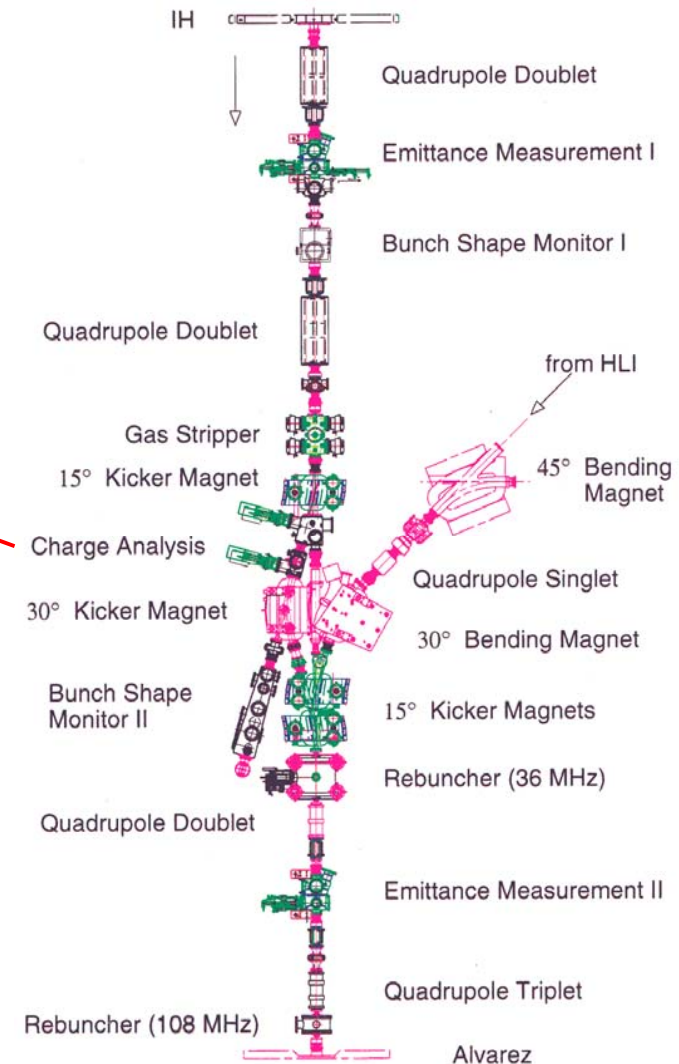 IH
Quadrupole Doublet
Emittance Measurement I
Bunch Shape Monitor I
Quadrupole Doublet
from HLI
Gas Stripper
15° Kicker Magnet
45° Bending
Magnet
Charge Analysis
Quadrupole Singlet
30° Kicker Magnet
30° Bending Magnet
Bunch Shape
Monitor II
15° Kicker Magnets
Rebuncher (36 MHz)
Quadrupole Doublet
Emittance Measurement II
Quadrupole Triplet
Rebuncher (108 MHz)
Alvarez